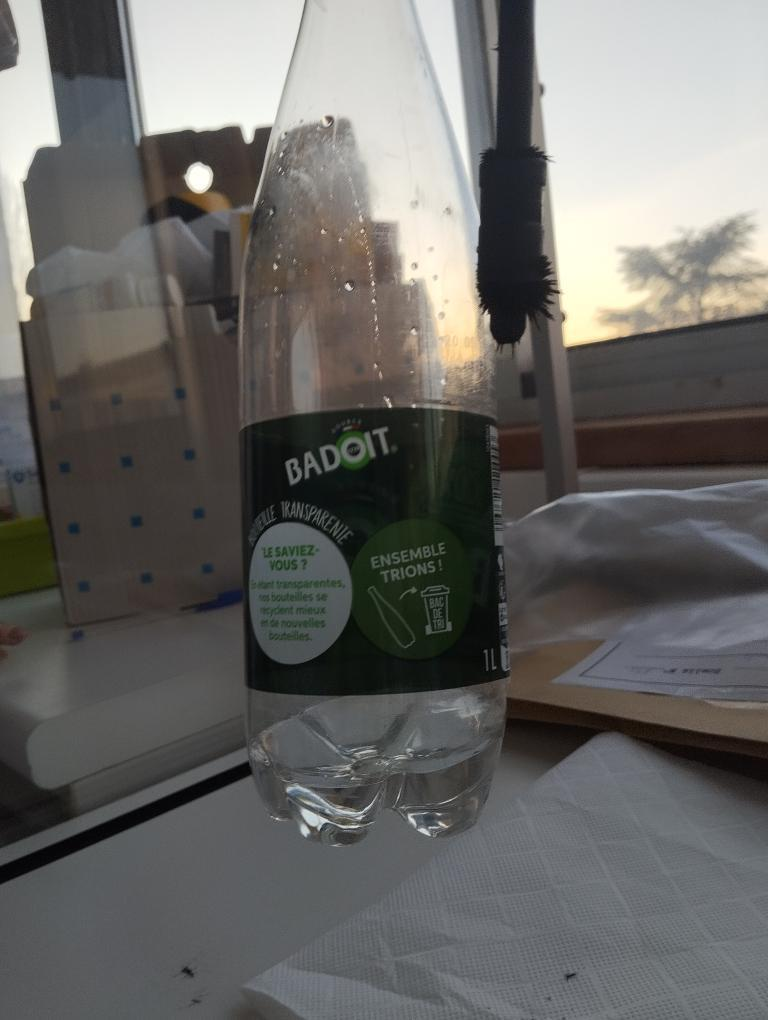 BADOIT
BOUTEILLE TRANSPARENTE
LE SAVIEZ-
VOUS ?
En étant transparentes,
nos bouteilles se
recyclent mieux
en de nouvelles
bouteilles.
ENSEMBLE
TRIONS !
BAC
DE
TRI
1L